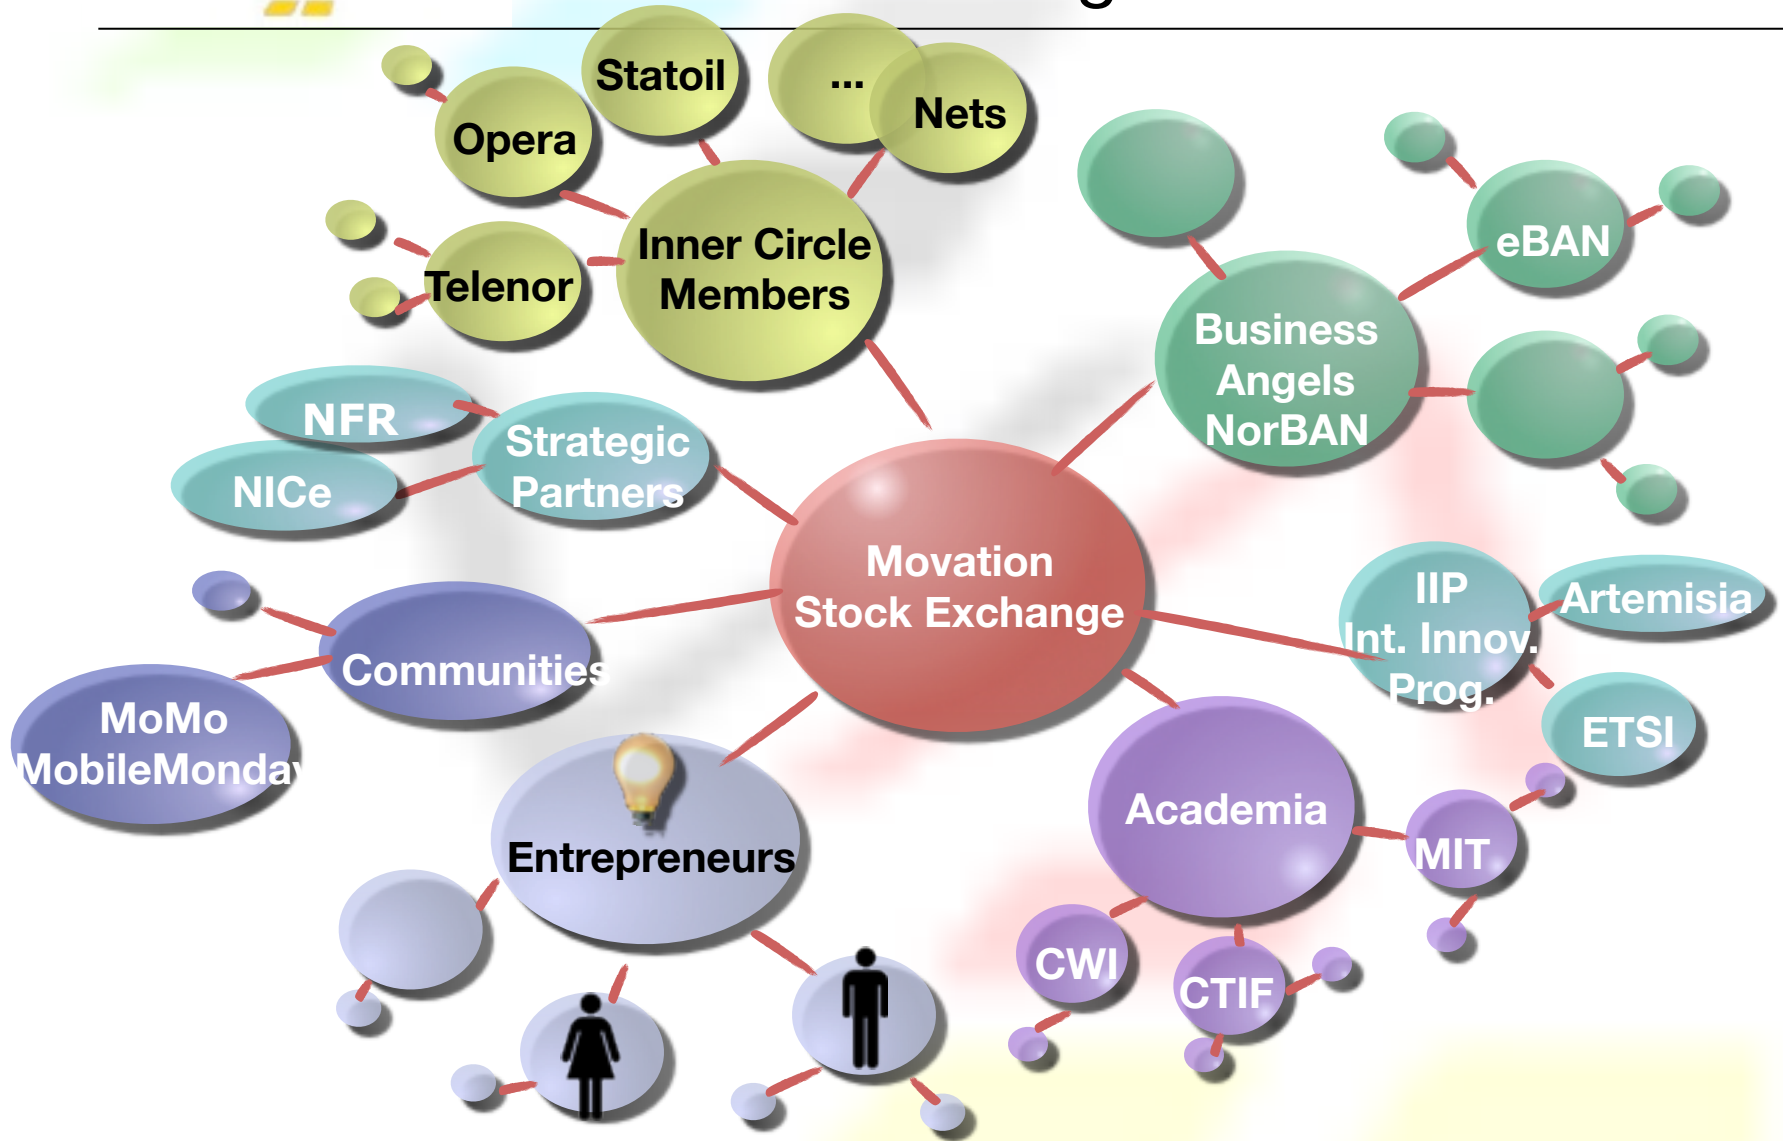 Statoil
...
Nets
Opera
Inner Circle
Members
Telenor
eBAN
Business
Angels
NorBAN
NFR
NICe
Strategic
Partners
Movation
Stock Exchange
IIP
Int. Innov.
Prog.
Artemisia
ETSI
Communities
MoMo
MobileMonday
Entrepreneurs
Academia
MIT
CWI
CTIF